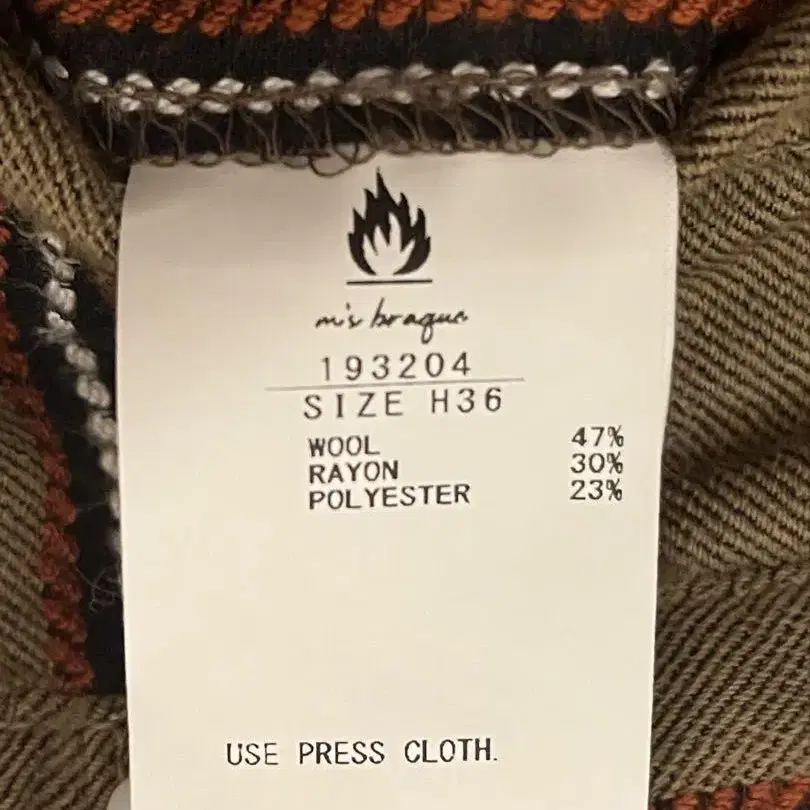 m's braque
193204
SIZE H36
WOOL 47%
RAYON 30%
POLYESTER 23%
USE PRESS CLOTH.